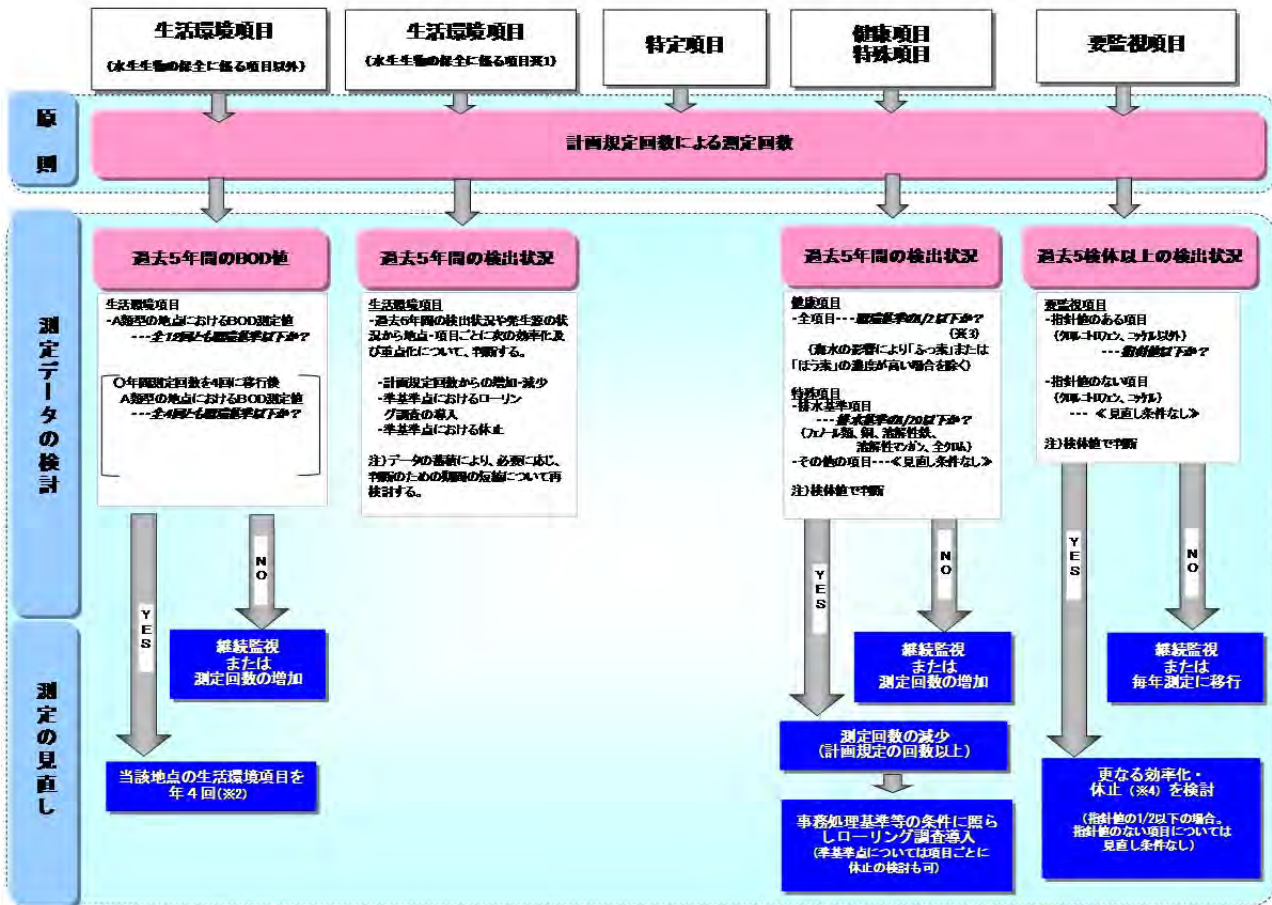 生活環境項目
(水生生物の保全に係る項目以外)
生活環境項目
(水生生物の保全に係る項目※1)
特定項目
健康項目
特殊項目
要監視項目
原則
計画規定回数による測定回数
測定データの検討
過去5年間のBOD値
生活環境項目
-A類型の地点におけるBOD測定値
---全12回とも環境基準以下か?
○年間測定回数を4回に移行後
A類型の地点におけるBOD測定値
---全4回とも環境基準以下か?
過去5年間の検出状況
生活環境項目
-過去5年間の検出状況や発生源の状
況から地点-項目ごとに次の効率化及
び重点化について、判断する。
-計画規定回数からの増加-減少
-準基準点におけるローリン
グ調査の導入
-準基準点における休止
注)データの蓄積により、必要に応じ、
判断のための期間の短縮について再
検討する。
過去5年間の検出状況
健康項目
-全項目---環境基準の1/2以下か?
(※3)
(海水の影響により「ふっ素」または
「ほう素」の濃度が高い場合を除く)
特殊項目
-排水基準項目
---排水基準の1/20以下か?
(フェノール類、銅、溶解性鉄、
溶解性マンガン、全クロム)
-その他の項目---≪見直し条件なし≫
注)検体値で判断
過去5検体以上の検出状況
要監視項目
-指針値のある項目
(クロルニトロフェン、ニッケル以外)
---指針値以下か?
-指針値のない項目
(クロルニトロフェン、ニッケル)
--- ≪見直し条件なし≫
注)検体値で判断
YES
NO
YES
NO
YES
NO
測定の見直し
継続監視
または
測定回数の増加
当該地点の生活環境項目を
年4回(※2)
継続監視
または
測定回数の増加
測定回数の減少
(計画規定の回数以上)
事務処理基準等の条件に照ら
しローリング調査導入
(準基準点については項目ごとに
休止の検討も可)
継続監視
または
毎年測定に移行
更なる効率化・
休止(※4)を検討
(指針値の1/2以下の場合。
指針値のない項目については
見直し条件なし)